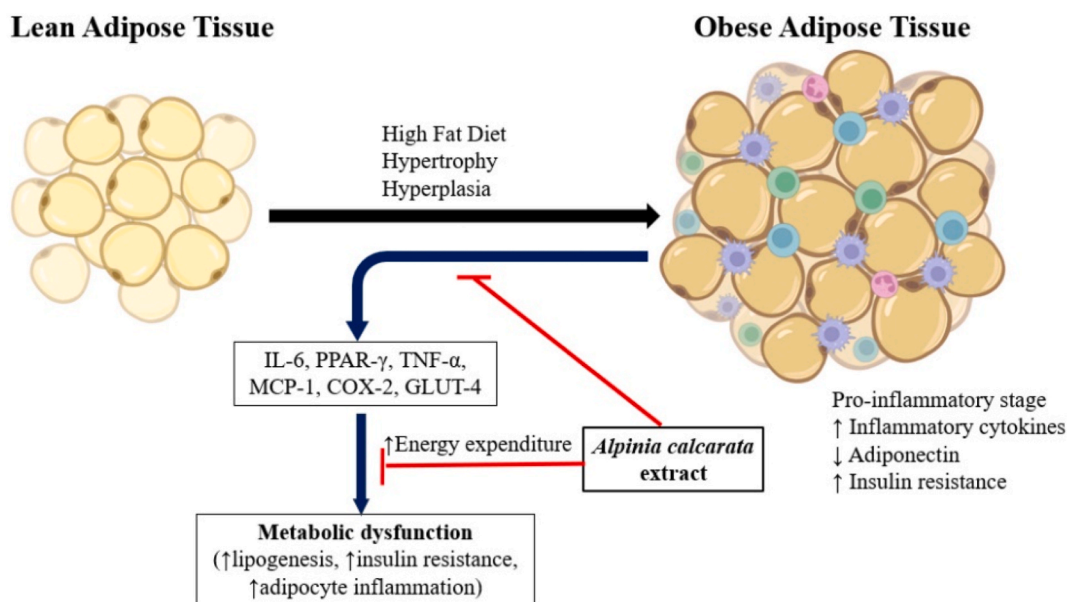 Lean Adipose Tissue
Obese Adipose Tissue
High Fat Diet
Hypertrophy
Hyperplasia
IL-6, PPAR-γ, TNF-α,
MCP-1, COX-2, GLUT-4
↑Energy expenditure
Alpinia calcarata
extract
Pro-inflammatory stage
↑ Inflammatory cytokines
↓ Adiponectin
↑ Insulin resistance
Metabolic dysfunction
(↑lipogenesis, ↑insulin resistance,
↑adipocyte inflammation)